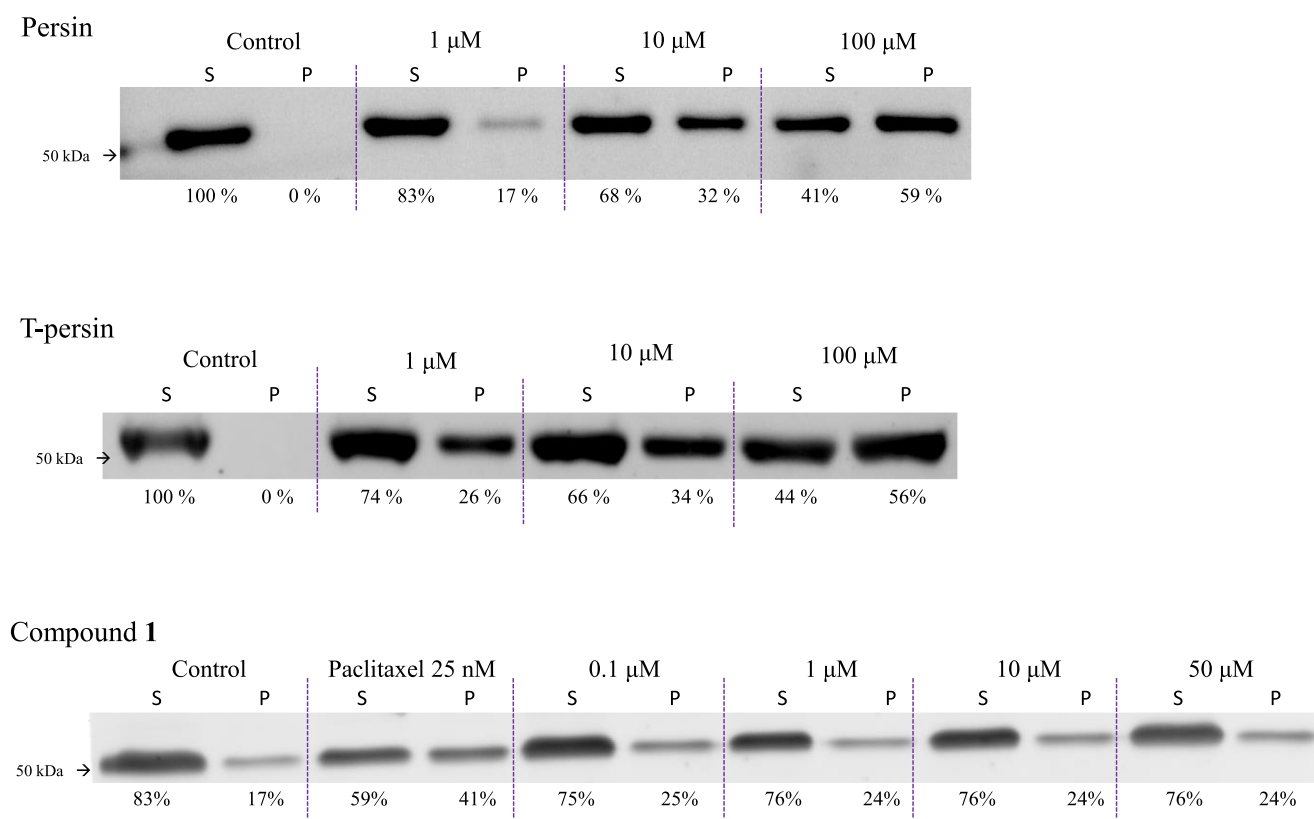 Persin
Control 1 μM 10 μM 100 μM
S P S P S P S P
50 kDa →
100 % 0 % 83% 17 % 68 % 32 % 41% 59 %
T-persin
Control 1 μM 10 μM 100 μM
S P S P S P S P
50 kDa →
100 % 0 % 74 % 26 % 66 % 34 % 44 % 56%
Compound 1
Control Paclitaxel 25 nM 0.1 μM 1 μM 10 μM 50 μM
S P S P S P S P S P S P
50 kDa →
83% 17% 59% 41% 75% 25% 76% 24% 76% 24% 76% 24%